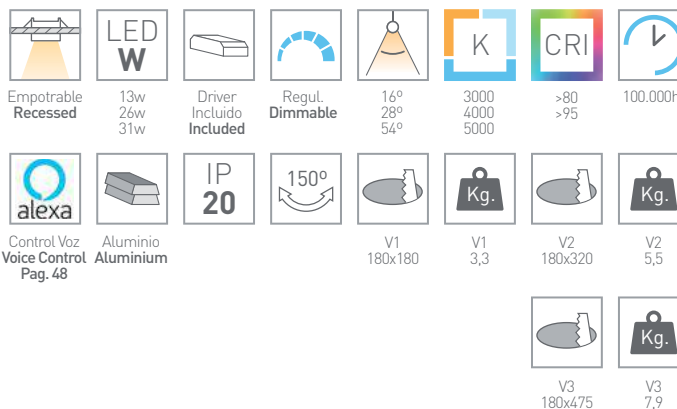 LED
W
K
CRI
Empotrable
Recessed
13w
26w
31w
Driver
Incluido
Included
Regul.
Dimmable
16º
28º
54º
3000
4000
5000
>80
>95
100.000h
alexa
IP
20
150º
Kg.
Kg.
Control Voz
Voice Control
Pag. 48
Aluminio
Aluminium
V1
180x180
V1
3,3
V2
180x320
V2
5,5
Kg.
V3
180x475
V3
7,9